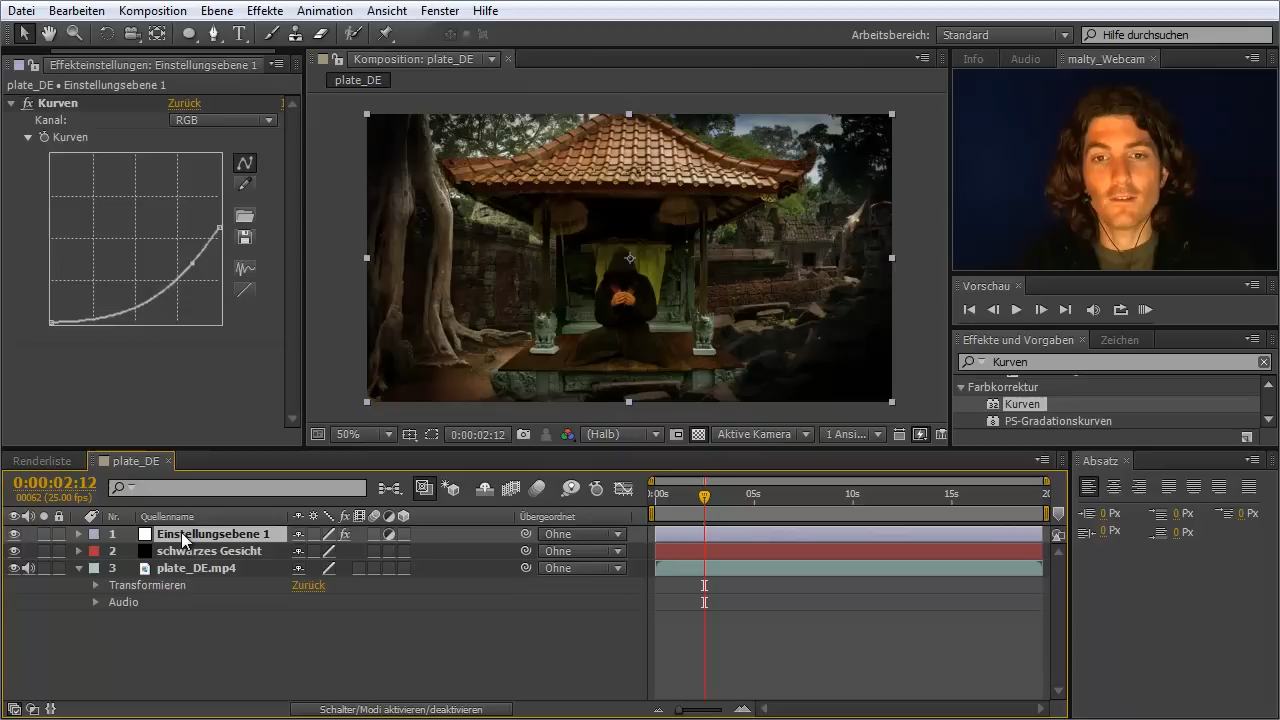 Datei Bearbeiten Komposition Ebene Effekte Animation Ansicht Fenster Hilfe
Arbeitsbereich: Standard Hilfe durchsuchen
Effekteinstellungen: Einstellungsebene 1
Komposition: plate_DE
Info Audio malty_Webcam
plate_DE • Einstellungsebene 1
plate_DE
fx Kurven Zurück
Kanal: RGB
Kurven
Vorschau
Effekte und Vorgaben Zeichen
Kurven
Farbkorrektur
32 Kurven
8 PS-Gradationskurven
50% 0:00:02:12 (Halb) Aktive Kamera 1 Ansi...
Renderliste plate_DE
Absatz
0:00:02:12
00062 (25.00 fps)
:00s 05s 10s 15s 20
Nr. Quellenname fx Übergeordnet
1 Einstellungsebene 1 fx Ohne
2 schwarzes Gesicht Ohne
3 plate_DE.mp4 Ohne
Transformieren Zurück
Audio
0 Px 0 Px 0 Px
0 Px 0 Px
Schalter/Modi aktivieren/deaktivieren